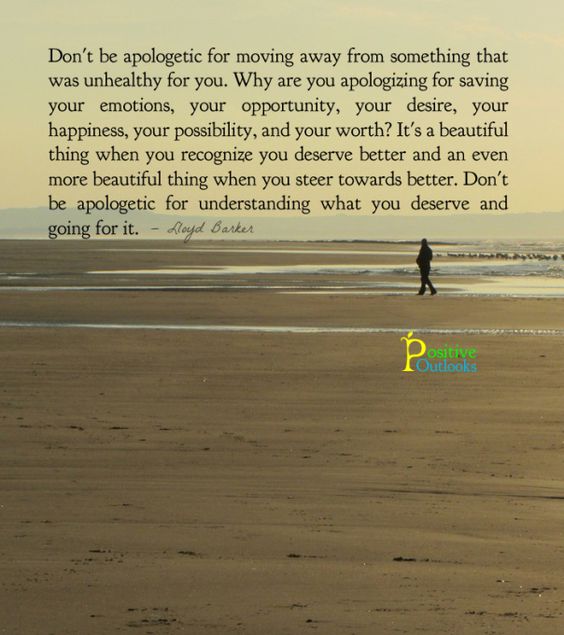 Don't be apologetic for moving away from something that
was unhealthy for you. Why are you apologizing for saving
your emotions, your opportunity, your desire, your
happiness, your possibility, and your worth? It's a beautiful
thing when you recognize you deserve better and an even
more beautiful thing when you steer towards better. Don't
be apologetic for understanding what you deserve and
going for it. – Lloyd Barker
Positive
Outlooks